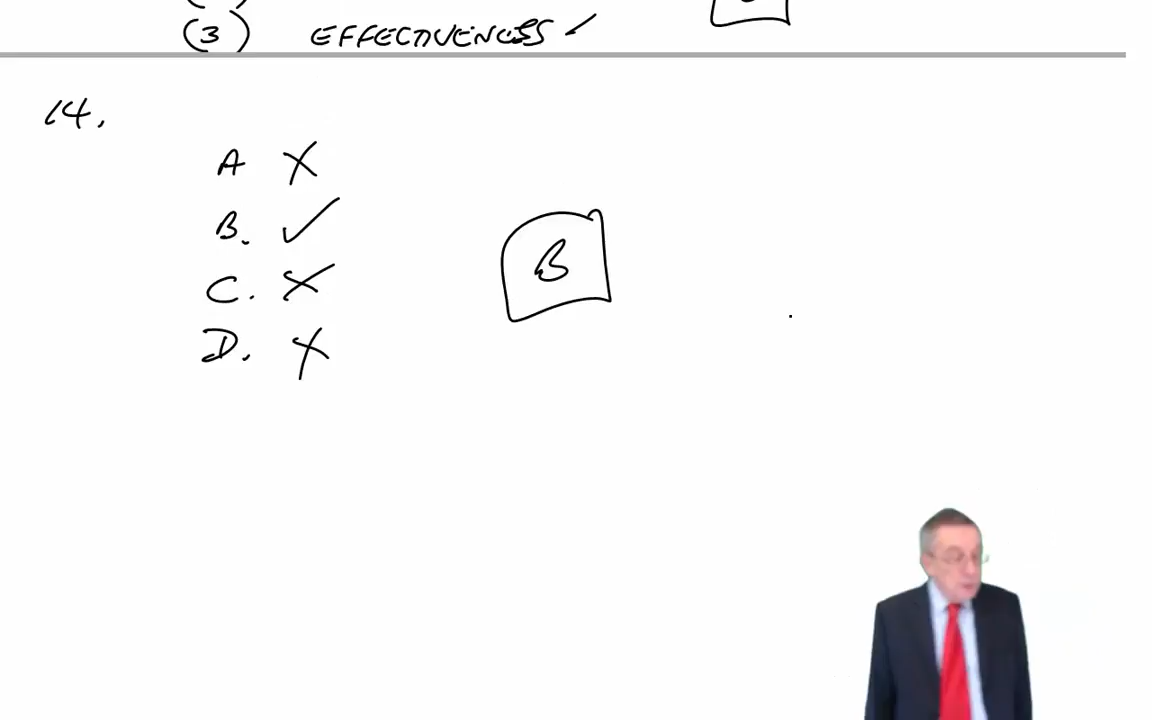 (3) EFFECTIVENESS ✓
14.
A X
B. ✓
C. X
D. X
B